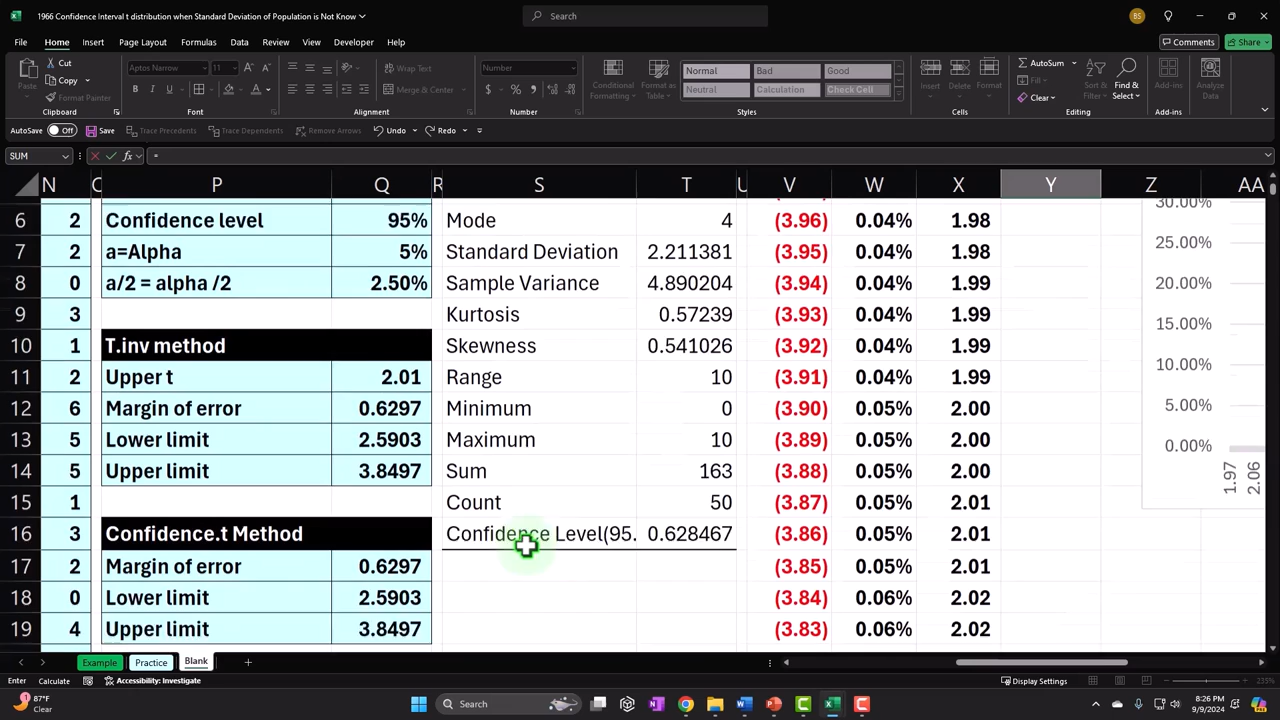 1966 Confidence Interval t distribution when Standard Deviation of Population is Not Know
Search
BS
File Home Insert Page Layout Formulas Data Review View Developer Help
Comments Share
Paste
Cut
Copy
Format Painter
Clipboard
Aptos Narrow 11
Font
Wrap Text
Merge & Center
Alignment
Number
Number
Conditional Formatting
Format as Table
Normal Bad Good
Neutral Calculation Check Cell
Styles
Insert Delete Format
Cells
AutoSum
Fill
Clear
Sort & Filter
Find & Select
Editing
Add-ins
Add-ins
Analyze Data
AutoSave Off Save Trace Precedents Trace Dependents Remove Arrows Undo Redo
SUM fx =
N P Q R S T U V W X Y Z AA
6 2 Confidence level 95% Mode 4 (3.96) 0.04% 1.98
7 2 a=Alpha 5% Standard Deviation 2.211381 (3.95) 0.04% 1.98
8 0 a/2 = alpha /2 2.50% Sample Variance 4.890204 (3.94) 0.04% 1.99
9 3 Kurtosis 0.57239 (3.93) 0.04% 1.99
10 1 T.inv method Skewness 0.541026 (3.92) 0.04% 1.99
11 2 Upper t 2.01 Range 10 (3.91) 0.04% 1.99
12 6 Margin of error 0.6297 Minimum 0 (3.90) 0.05% 2.00
13 5 Lower limit 2.5903 Maximum 10 (3.89) 0.05% 2.00
14 5 Upper limit 3.8497 Sum 163 (3.88) 0.05% 2.00
15 1 Count 50 (3.87) 0.05% 2.01
16 3 Confidence.t Method Confidence Level(95. 0.628467 (3.86) 0.05% 2.01
17 2 Margin of error 0.6297 (3.85) 0.05% 2.01
18 0 Lower limit 2.5903 (3.84) 0.06% 2.02
19 4 Upper limit 3.8497 (3.83) 0.06% 2.02
30.00%
25.00%
20.00%
15.00%
10.00%
5.00%
0.00%
1.97
2.06
Example Practice Blank
Enter Calculate Accessibility: Investigate Display Settings 235%
87°F
Clear
Search
8:26 PM
9/9/2024